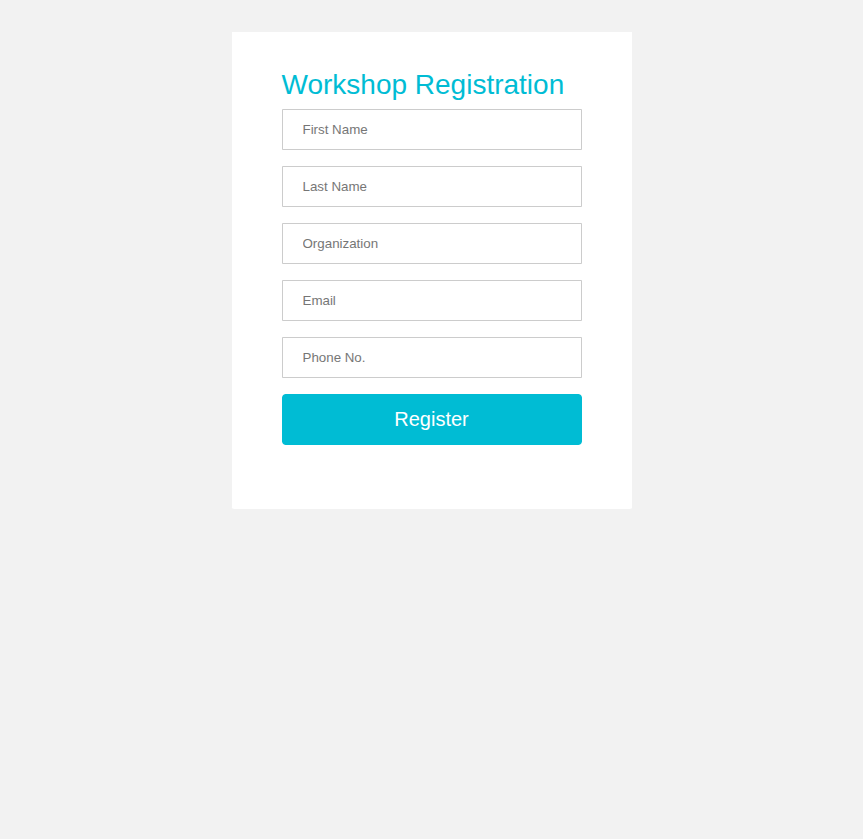 Workshop Registration
First Name
Last Name
Organization
Email
Phone No.
Register